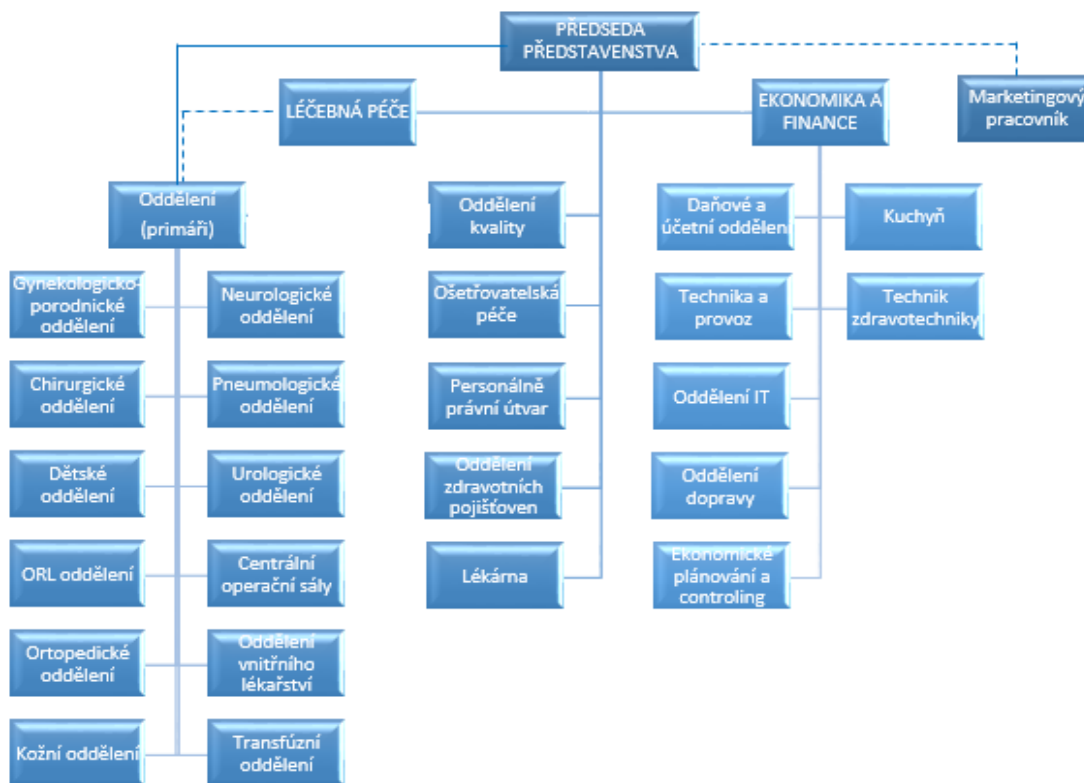 PŘEDSEDA
PŘEDSTAVENSTVA
LÉČEBNÁ PÉČE
EKONOMIKA A
FINANCE
Marketingový
pracovník
Oddělení
(primáři)
Gynekologicko-
porodnické
oddělení
Neurologické
oddělení
Chirurgické
oddělení
Pneumologické
oddělení
Dětské
oddělení
Urologické
oddělení
ORL oddělení
Centrální
operační sály
Ortopedické
oddělení
Oddělení
vnitřního
lékařství
Kožní oddělení
Transfúzní
oddělení
Oddělení
kvality
Ošetřovatelská
péče
Personálně
právní útvar
Oddělení
zdravotních
pojišťoven
Lékárna
Daňové a
účetní oddělení
Kuchyň
Technika a
provoz
Technik
zdravotechniky
Oddělení IT
Oddělení
dopravy
Ekonomické
plánování a
controling